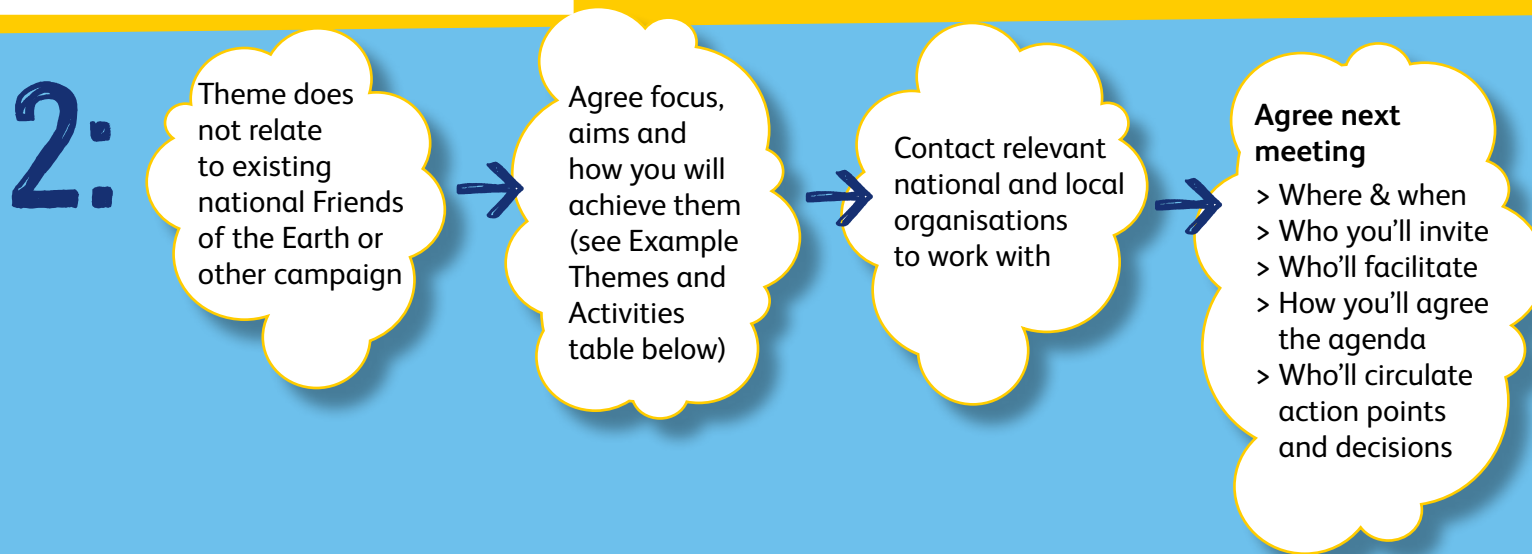 2:
Theme does
not relate
to existing
national Friends
of the Earth or
other campaign
Agree focus,
aims and
how you will
achieve them
(see Example
Themes and
Activities
table below)
Contact relevant
national and local
organisations
to work with
Agree next
meeting
> Where & when
> Who you'll invite
> Who'll facilitate
> How you'll agree
the agenda
> Who'll circulate
action points
and decisions